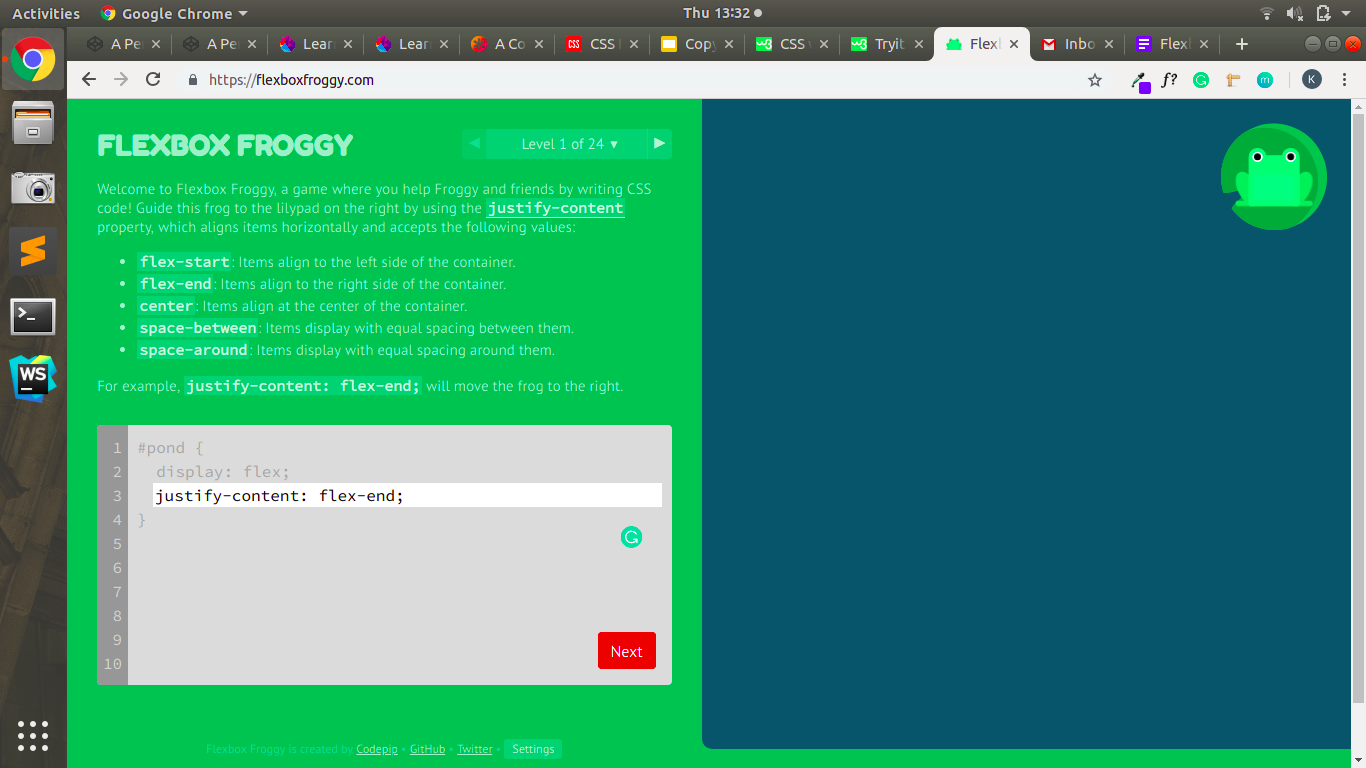 Activities Google Chrome Thu 13:32
A Pe A Pe Lear Lear A Co CSS Copy CSS Tryit Flex Inbo Flex
https://flexboxfroggy.com f? m K
FLEXBOX FROGGY
◀ Level 1 of 24 ▼ ▶
Welcome to Flexbox Froggy, a game where you help Froggy and friends by writing CSS
code! Guide this frog to the lilypad on the right by using the justify-content
property, which aligns items horizontally and accepts the following values:
• flex-start: Items align to the left side of the container.
• flex-end: Items align to the right side of the container.
• center: Items align at the center of the container.
• space-between: Items display with equal spacing between them.
• space-around: Items display with equal spacing around them.
For example, justify-content: flex-end; will move the frog to the right.
1 #pond {
2 display: flex;
3 justify-content: flex-end;
4 }
5
6
7
8
9
10
Next
WS
Flexbox Froggy is created by Codepip • GitHub • Twitter • Settings